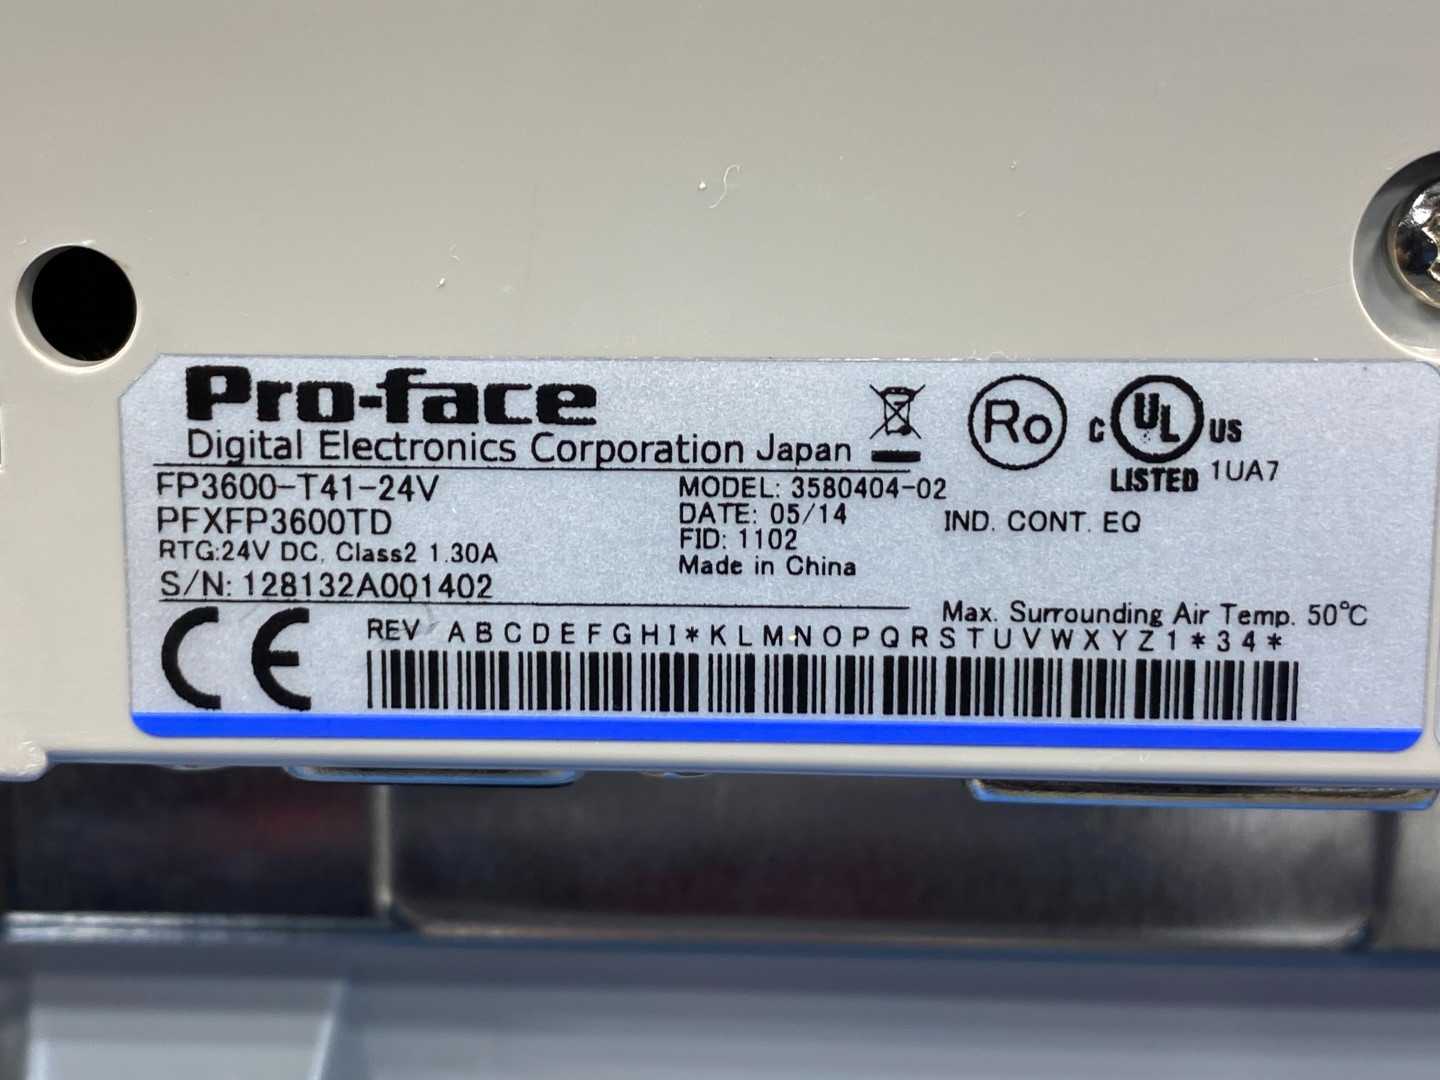 Pro-face
Digital Electronics Corporation Japan
Ro
C UL US
LISTED 1UA7
FP3600-T41-24V
PFXFP3600TD
RTG:24V DC, Class2 1.30A
S/N: 128132A001402
MODEL: 3580404-02
DATE: 05/14
FID: 1102
Made in China
IND. CONT. EQ
Max. Surrounding Air Temp. 50°C
CE
REV A B C D E F G H I * K L M N O P Q R S T U V W X Y Z 1 * 3 4 *